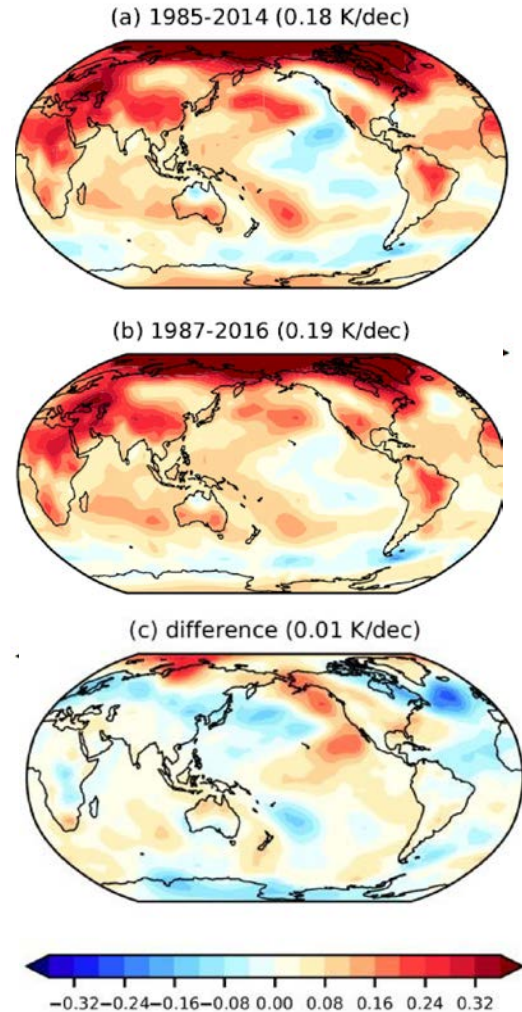 (a) 1985-2014 (0.18 K/dec)
(b) 1987-2016 (0.19 K/dec)
(c) difference (0.01 K/dec)
−0.32−0.24−0.16−0.08 0.00 0.08 0.16 0.24 0.32